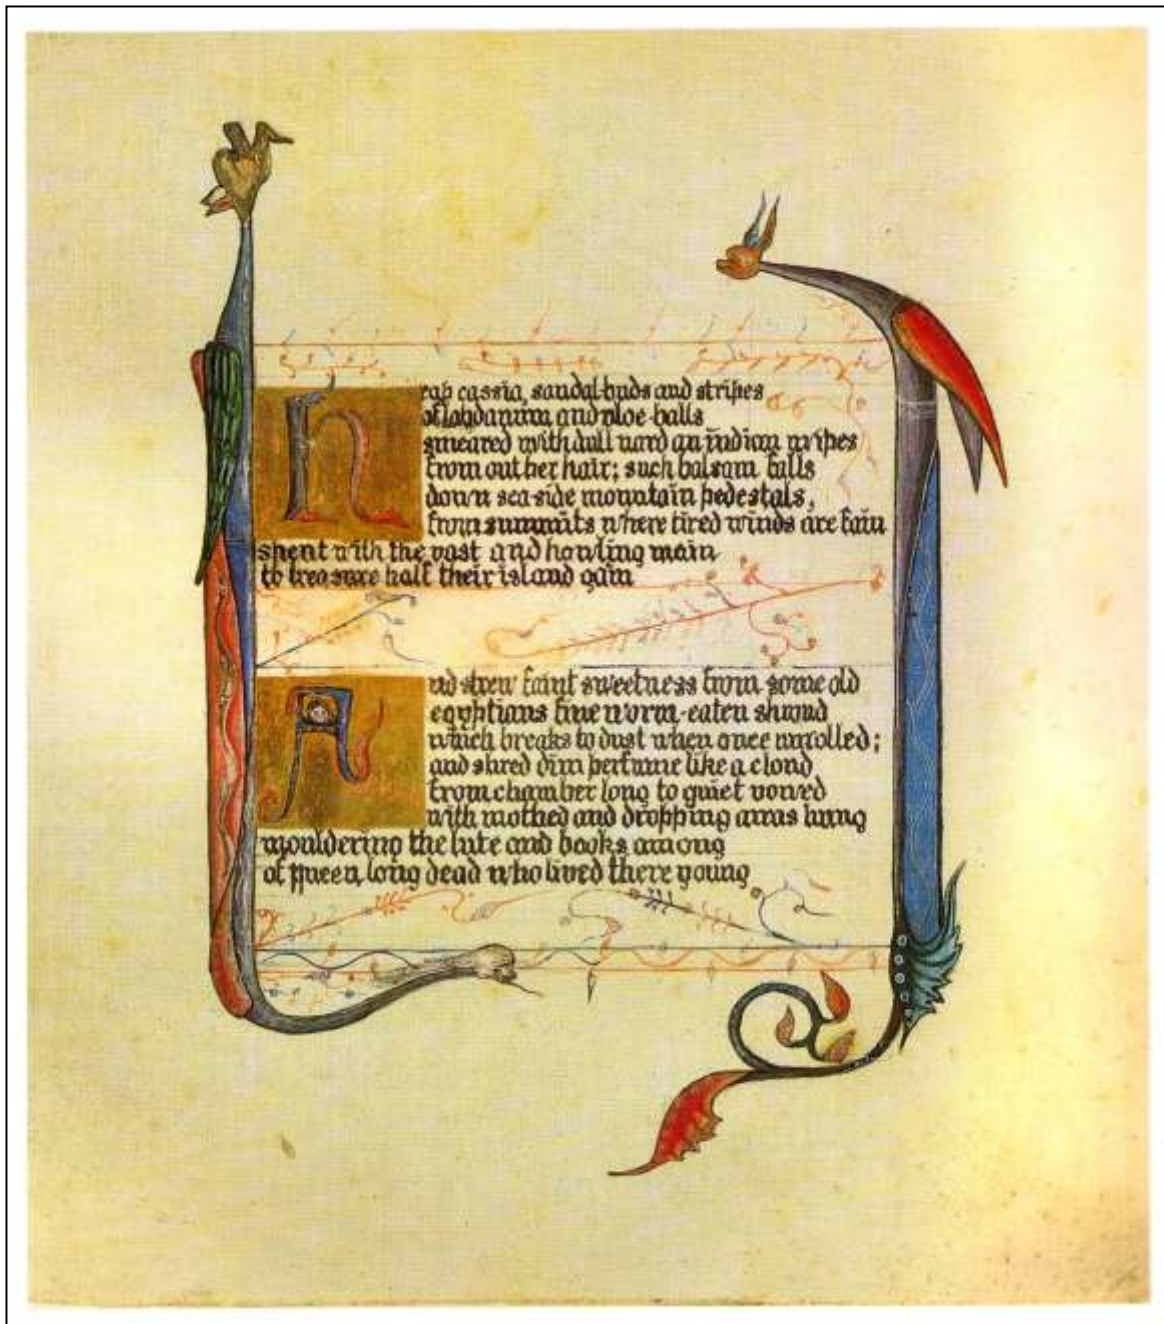 heap cassia, sandal-buds and stripes
of labdanum and aloe-balls
smeared with dull nard an indian wipes
from out her hair; such balsam falls
down sea-side mountain pedestals,
from summits where tired winds are fain
spent with the vast and howling main
to treasure half their island gain
And strew faint sweetness from some old
egyptians fine worm-eaten shroud
which breaks to dust when once unrolled;
and shred dim perfume like a cloud
from chamber long to quiet vowed
with mothed and dropping arras hung
mouldering the lute and books among
of queen, long dead who lived there young